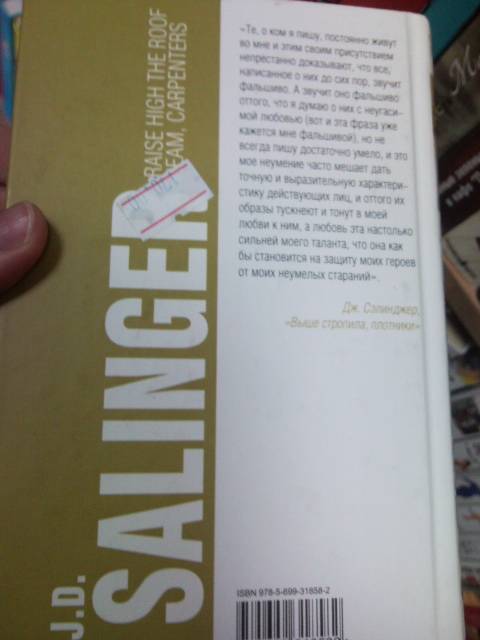 J.D.
SALINGER
RAISE HIGH THE ROOF
BEAM, CARPENTERS
«Те, о ком я пишу, постоянно живут
во мне и этим своим присутствием
непрестанно доказывают, что все,
написанное о них до сих пор, звучит
фальшиво. А звучит оно фальшиво
оттого, что я думаю о них с неугаси-
мой любовью (вот и эта фраза уже
кажется мне фальшивой), но не
всегда пишу достаточно умело, и это
мое неумение часто мешает дать
точную и выразительную характери-
стику действующих лиц, и оттого их
образы тускнеют и тонут в моей
любви к ним, а любовь эта настолько
сильней моего таланта, что она как
бы становится на защиту моих героев
от моих неумелых стараний».
Дж. Сэлинджер,
«Выше стропила, плотники»
ISBN 978-5-699-31858-2